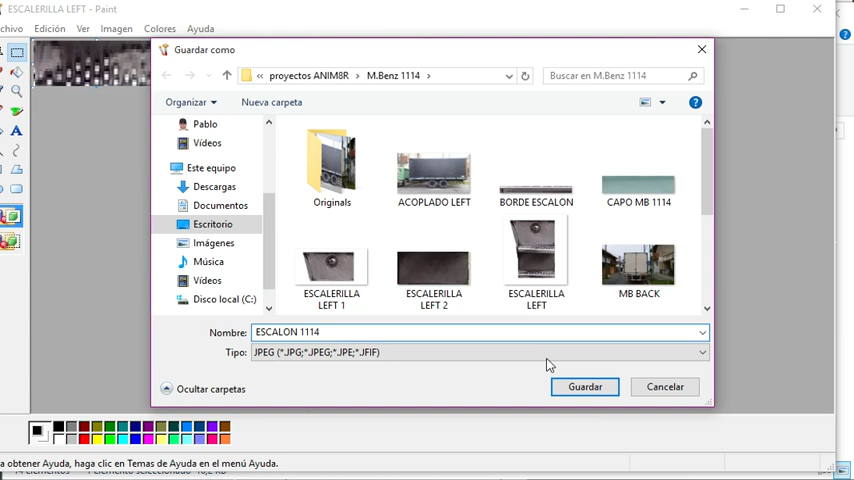 ESCALERILLA LEFT - Paint
Archivo Edición Ver Imagen Colores Ayuda
Guardar como
« proyectos ANIM8R › M.Benz 1114 ›
Buscar en M.Benz 1114
Organizar
Nueva carpeta
Pablo
Vídeos
Este equipo
Descargas
Documentos
Escritorio
Imágenes
Música
Vídeos
Disco local (C:)
Originals
ACOPLADO LEFT
BORDE ESCALON
CAPO MB 1114
ESCALERILLA
LEFT 1
ESCALERILLA
LEFT 2
ESCALERILLA
LEFT
MB BACK
Nombre: ESCALON 1114
Tipo: JPEG (*.JPG;*.JPEG;*.JPE;*.JFIF)
Ocultar carpetas
Guardar
Cancelar
a obtener Ayuda, haga clic en Temas de Ayuda en el menú Ayuda.